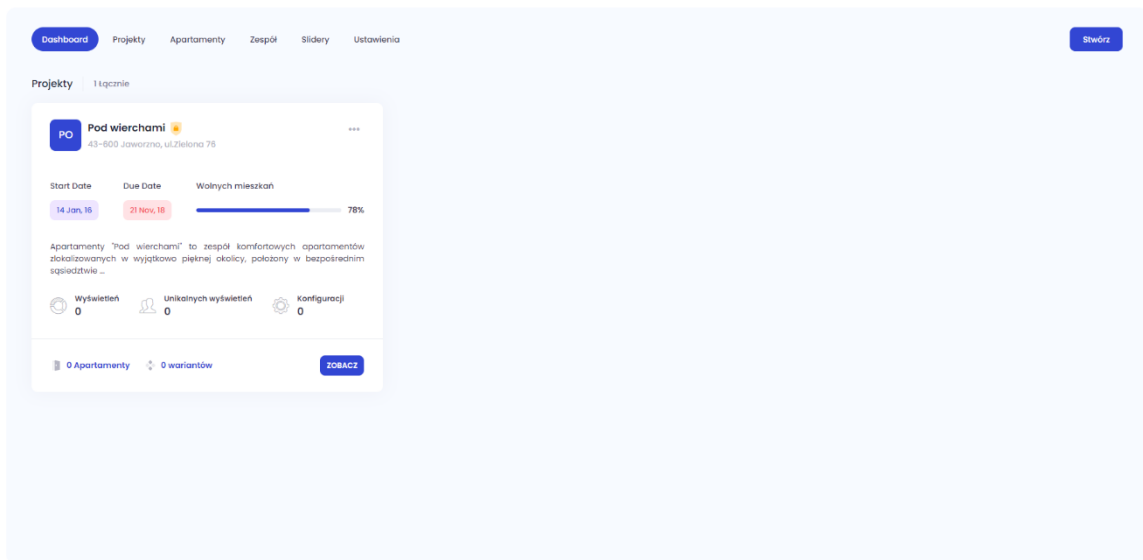 Dashboard Projekty Apartamenty Zespół Slidery Ustawienia Stwórz
Projekty 1 Łącznie
PO Pod wierchami
43-600 Jaworzno, ul.Zielona 76
Start Date Due Date Wolnych mieszkań
14 Jan, 16 21 Nov, 18 78%
Apartamenty "Pod wierchami" to zespół komfortowych apartamentów
zlokalizowanych w wyjątkowo pięknej okolicy, położony w bezpośrednim
sąsiedztwie ...
Wyświetleń Unikalnych wyświetleń Konfiguracji
0 0 0
0 Apartamenty 0 wariantów ZOBACZ